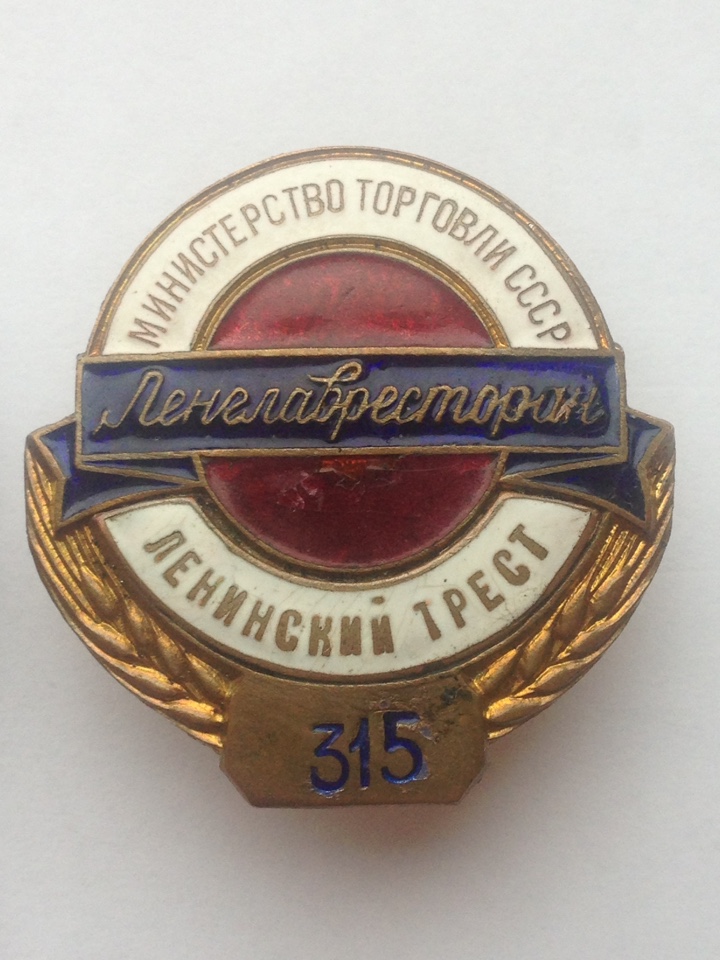 МИНИСТЕРСТВО ТОРГОВЛИ СССР
Ленглавресторан
ЛЕНИНСКИЙ ТРЕСТ
315